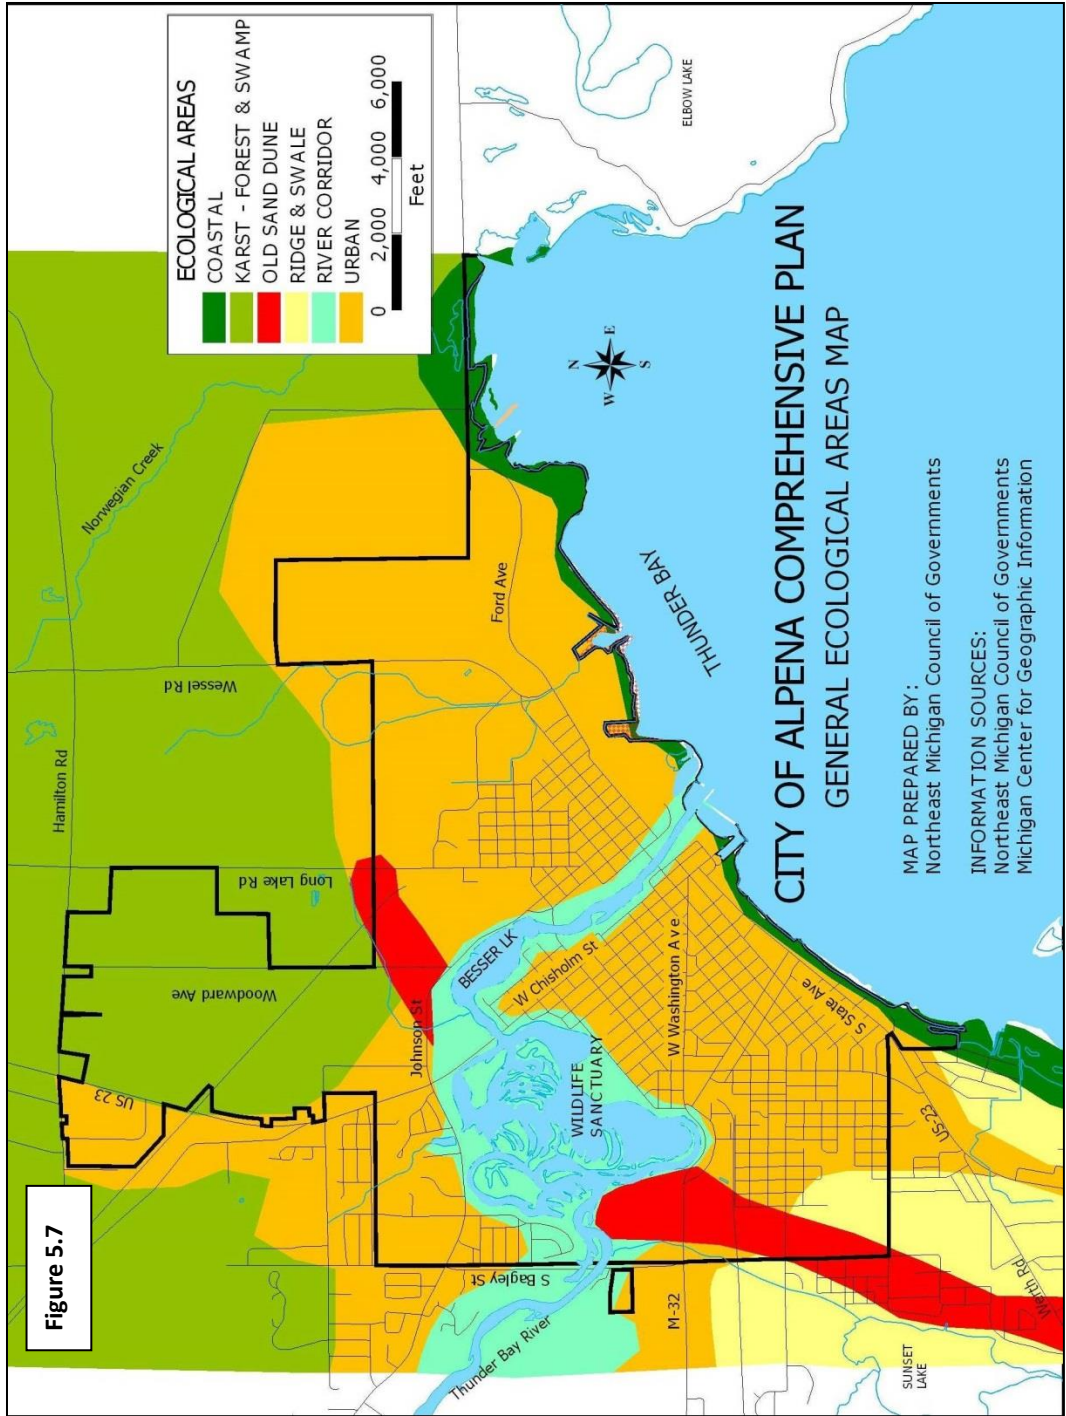 Figure 5.7
ECOLOGICAL AREAS
COASTAL
KARST - FOREST & SWAMP
OLD SAND DUNE
RIDGE & SWALE
RIVER CORRIDOR
URBAN
0 2,000 4,000 6,000
Feet
Hamilton Rd
Norwegian Creek
Wessel Rd
Long Lake Rd
Woodward Ave
US 23
Johnson St
Ford Ave
BESSER LK
W Chisholm St
WILDLIFE
SANCTUARY
W Washington Ave
S State Ave
S Bagley St
Thunder Bay River
M-32
US-23
Werth Rd
SUNSET
LAKE
ELBOW LAKE
THUNDER BAY
N
E
S
W
CITY OF ALPENA COMPREHENSIVE PLAN
GENERAL ECOLOGICAL AREAS MAP
MAP PREPARED BY:
Northeast Michigan Council of Governments
INFORMATION SOURCES:
Northeast Michigan Council of Governments
Michigan Center for Geographic Information